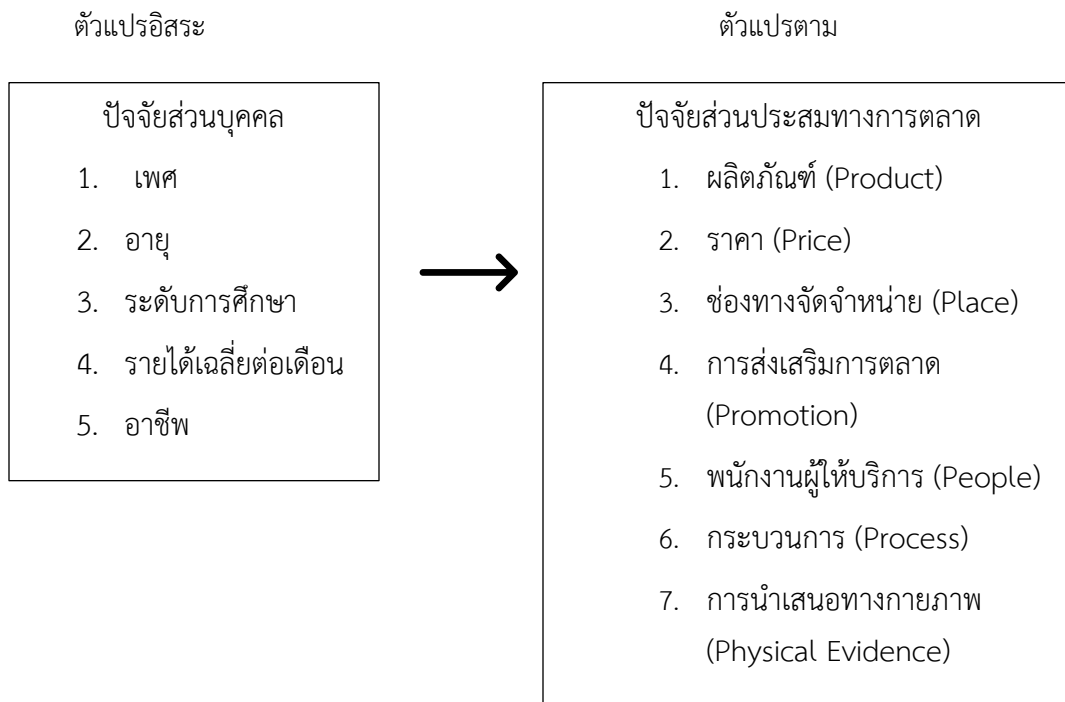 ตัวแปรอิสระ
ตัวแปรตาม
ปัจจัยส่วนบุคคล
1. เพศ
2. อายุ
3. ระดับการศึกษา
4. รายได้เฉลี่ยต่อเดือน
5. อาชีพ
ปัจจัยส่วนประสมทางการตลาด
1. ผลิตภัณฑ์ (Product)
2. ราคา (Price)
3. ช่องทางจัดจำหน่าย (Place)
4. การส่งเสริมการตลาด
(Promotion)
5. พนักงานผู้ให้บริการ (People)
6. กระบวนการ (Process)
7. การนำเสนอทางกายภาพ
(Physical Evidence)